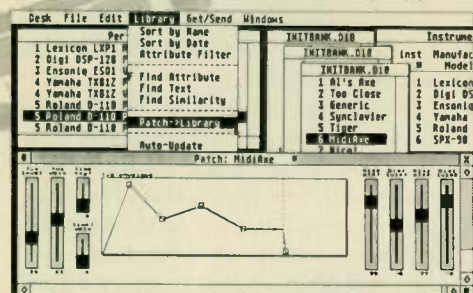 Desk File Edit Library Get/Send Windows
Sort by Name
Sort by Date
Attribute Filter
Find Attribute
Find Text
Find Similarity
Patch->Library
Auto-Update
Per
1 Lexicon LXP1
2 Digi DSP-128
3 Ensoniq ESQ1
4 Yamaha TX81Z
4 Yamaha TX81Z
5 Roland D-110
5 Roland D-110
5 Roland D-110
INITBANK.D10
INITBANK.D10
INITBANK.D10
1 Al's Axe
2 Too Close
3 Generic
4 Synclavier
5 Tiger
6 MidiAxe
7 Nice!
Instrume
Inst Manufac
Model
1 Lexicon
2 Digi DS
3 Ensoniq
4 Yamaha
5 Roland
6 SPX-90
Patch: MidiAxe